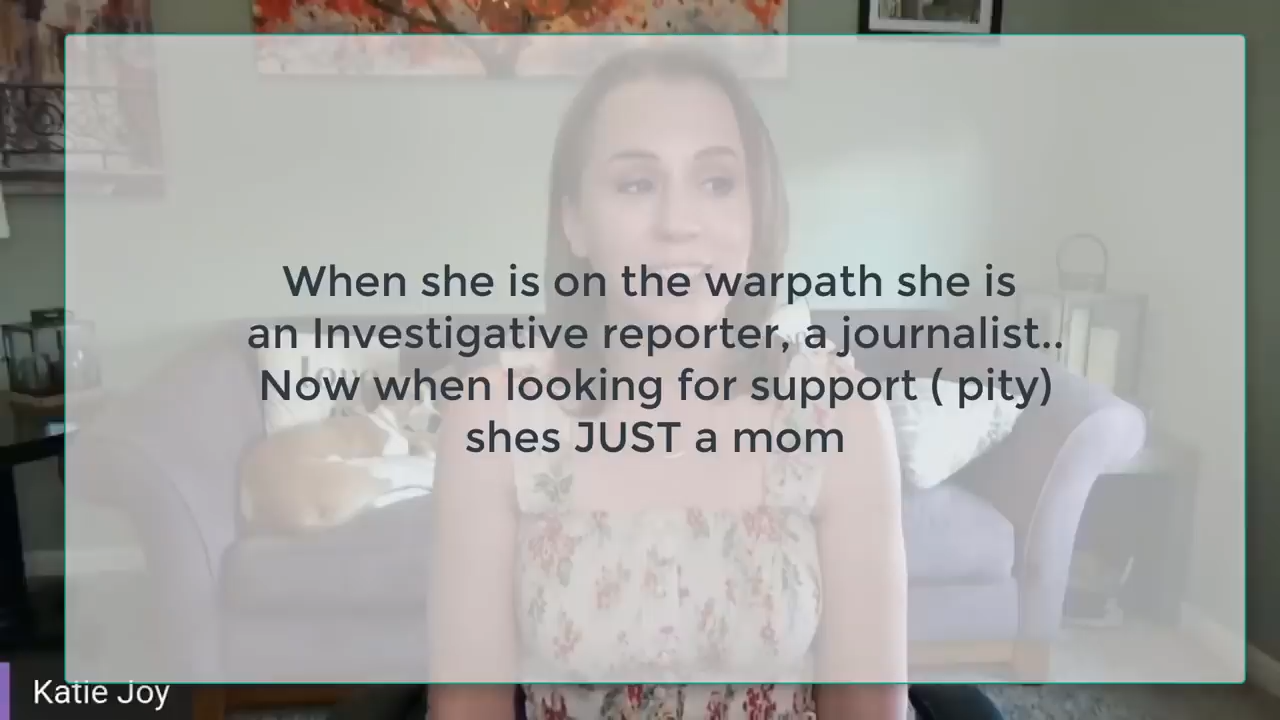 When she is on the warpath she is
an Investigative reporter, a journalist..
Now when looking for support ( pity)
shes JUST a mom
Love
Katie Joy